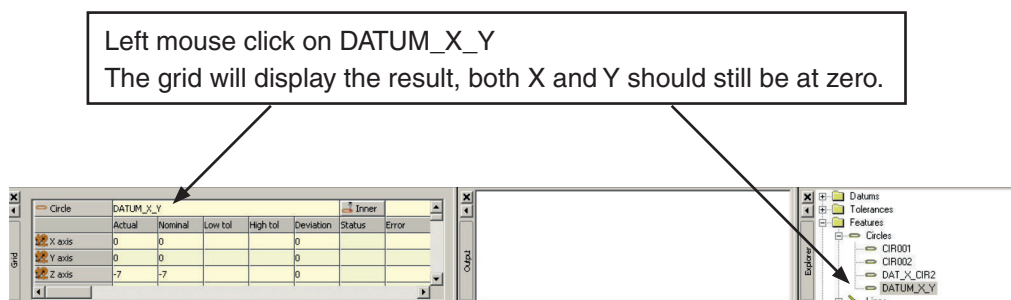 Left mouse click on DATUM_X_Y
The grid will display the result, both X and Y should still be at zero.
Circle DATUM_X_Y Inner
Actual Nominal Low tol High tol Deviation Status Error
X axis 0 0 0
Y axis 0 0 0
Z axis -7 -7 0
Grid
Output
Explorer
Datums
Tolerances
Features
Circles
CIR001
CIR002
DAT_X_CIR2
DATUM_X_Y